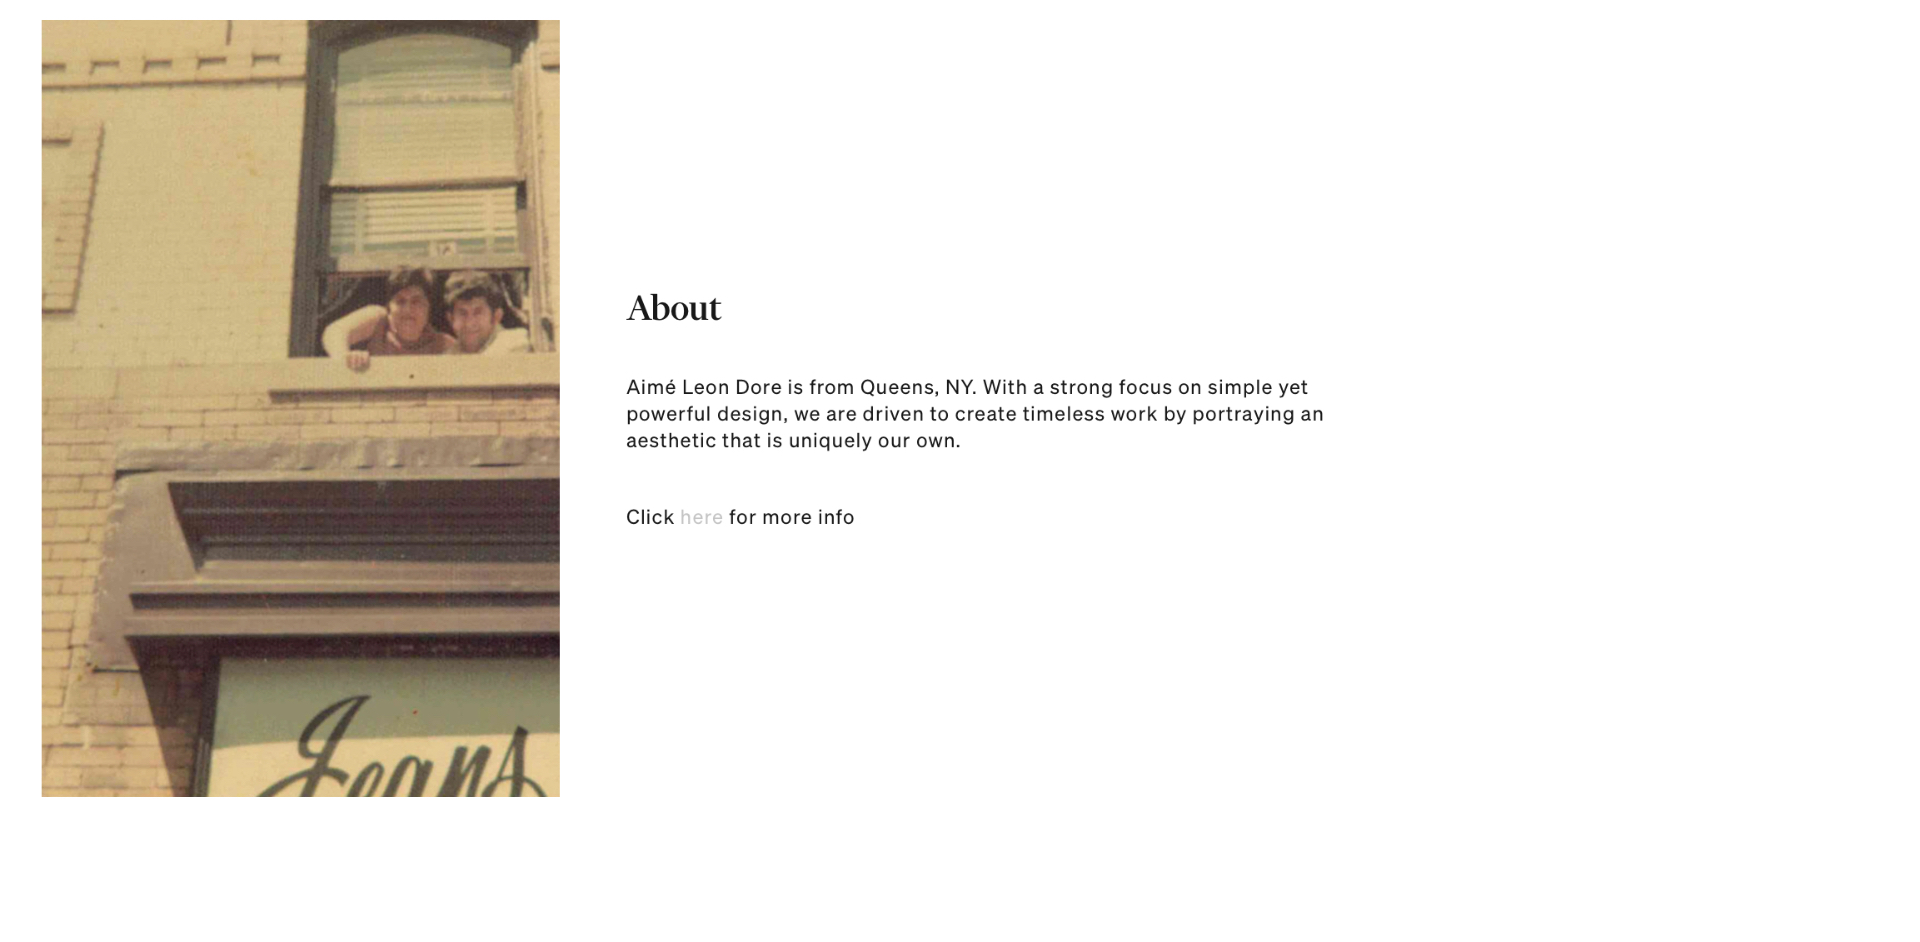 About
Aimé Leon Dore is from Queens, NY. With a strong focus on simple yet
powerful design, we are driven to create timeless work by portraying an
aesthetic that is uniquely our own.
Click here for more info
Jeans